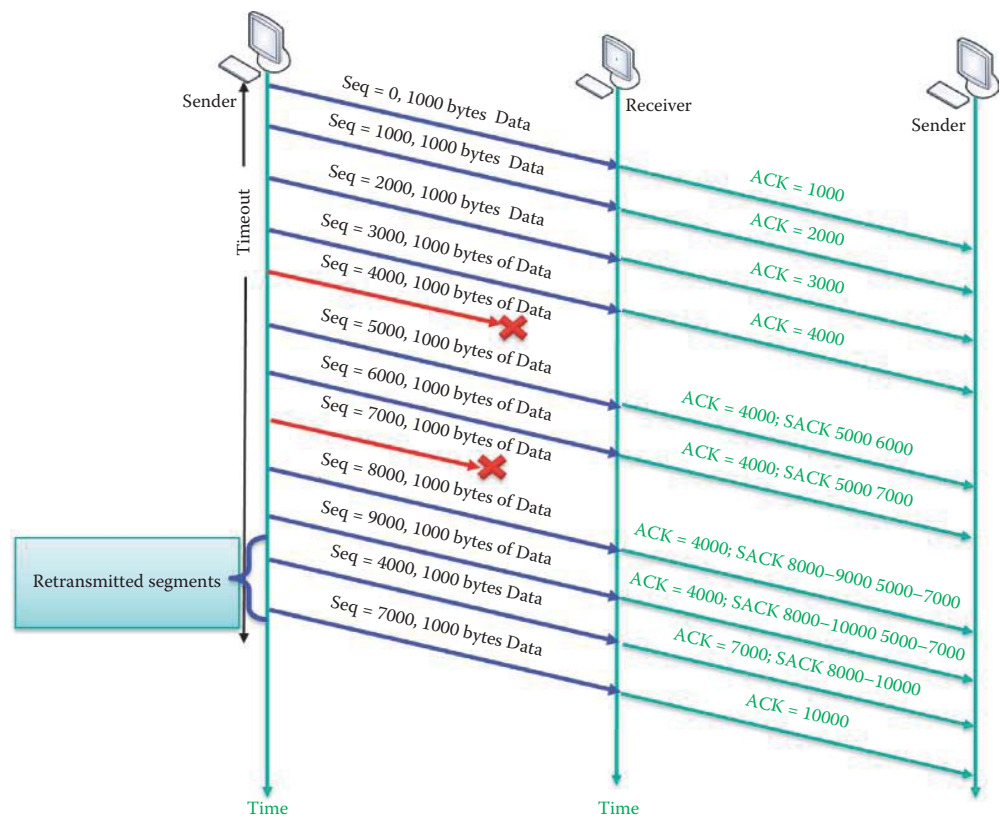 Sender
Receiver
Sender
Timeout
Seq = 0, 1000 bytes  Data
Seq = 1000, 1000 bytes  Data
Seq = 2000, 1000 bytes  Data
Seq = 3000, 1000 bytes of Data
Seq = 4000, 1000 bytes of Data
Seq = 5000, 1000 bytes of Data
Seq = 6000, 1000 bytes of Data
Seq = 7000, 1000 bytes of Data
Seq = 8000, 1000 bytes of Data
Seq = 9000, 1000 bytes of Data
Seq = 4000, 1000 bytes Data
Seq = 7000, 1000 bytes Data
ACK = 1000
ACK = 2000
ACK = 3000
ACK = 4000
ACK = 4000; SACK 5000 6000
ACK = 4000; SACK 5000 7000
ACK = 4000; SACK 8000–9000 5000–7000
ACK = 4000; SACK 8000–10000 5000–7000
ACK = 7000; SACK 8000–10000
ACK = 10000
Retransmitted segments
Time
Time